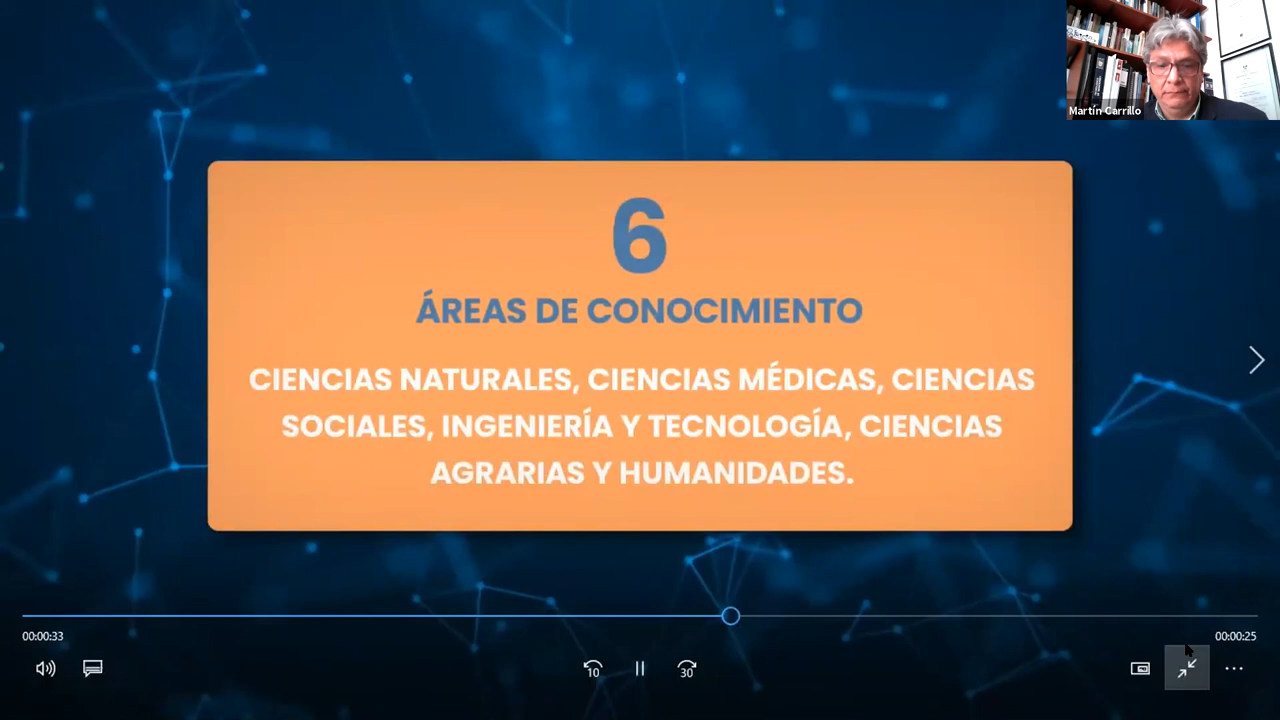 Martín Carrillo
6
ÁREAS DE CONOCIMIENTO
CIENCIAS NATURALES, CIENCIAS MÉDICAS, CIENCIAS
SOCIALES, INGENIERÍA Y TECNOLOGÍA, CIENCIAS
AGRARIAS Y HUMANIDADES.
00:00:33
00:00:25
10
30